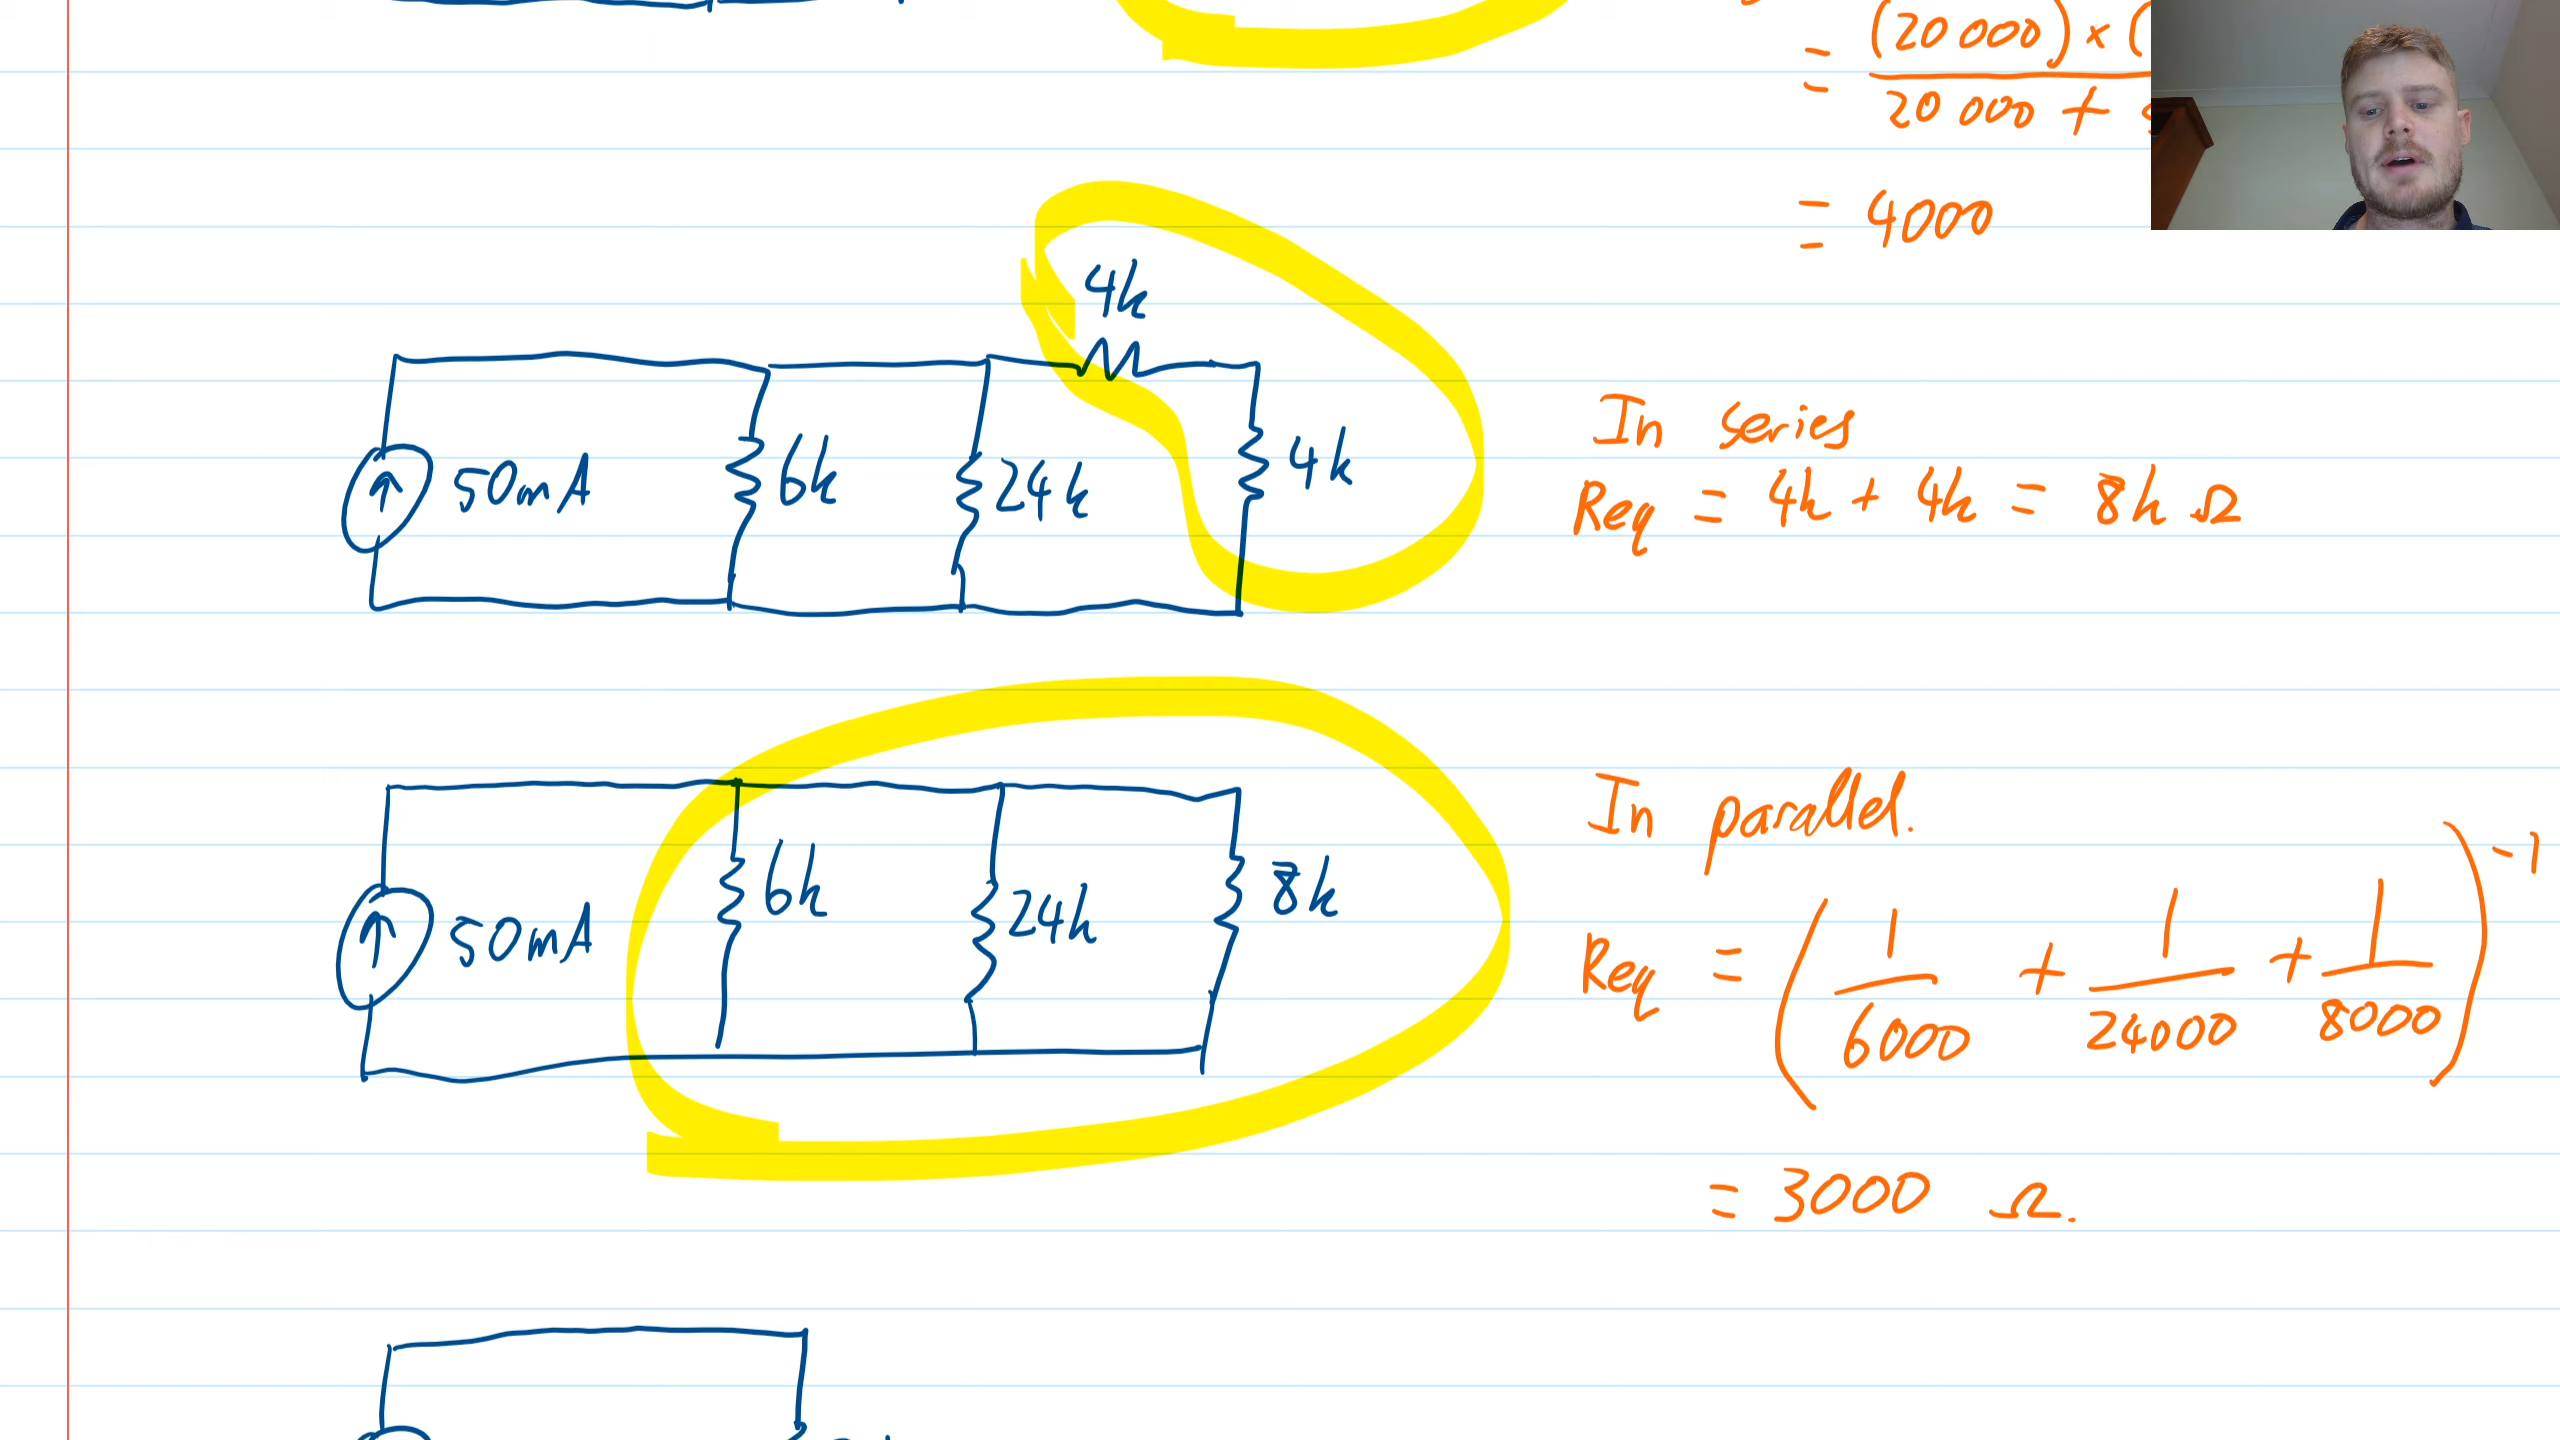 = (20 000) × (
20 000 +
= 4000
4k
50mA
6k
24k
4k
In series
Req = 4k + 4k = 8k Ω
50mA
6k
24k
8k
In parallel.
Req = (1/6000 + 1/24000 + 1/8000)^-1
= 3000 Ω.